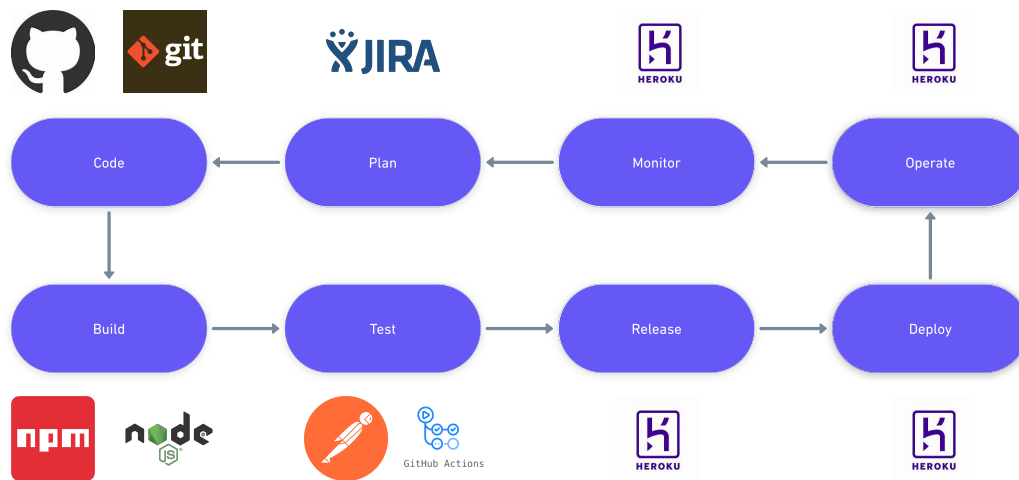 git
JIRA
HEROKU
HEROKU
Code
Plan
Monitor
Operate
Build
Test
Release
Deploy
npm
node
JS
GitHub Actions
HEROKU
HEROKU